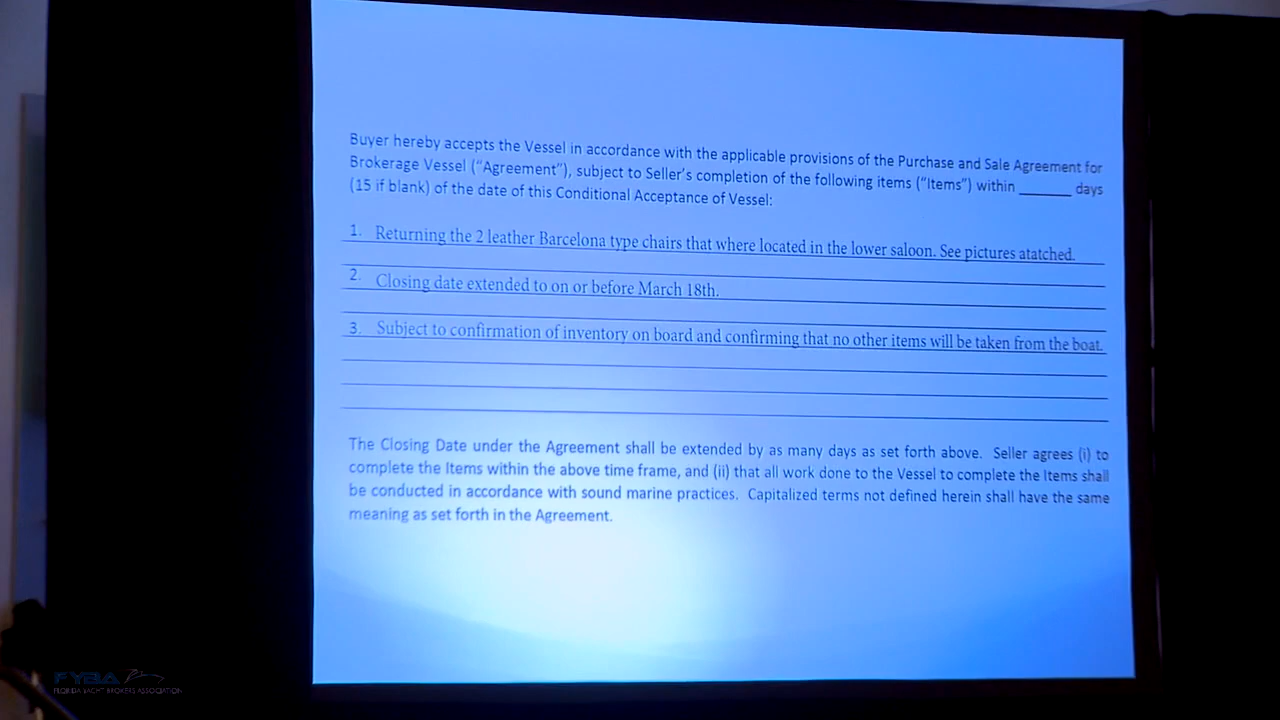 Buyer hereby accepts the Vessel in accordance with the applicable provisions of the Purchase and Sale Agreement for
Brokerage Vessel (“Agreement”), subject to Seller’s completion of the following items (“Items”) within _______ days
(15 if blank) of the date of this Conditional Acceptance of Vessel:
1. Returning the 2 leather Barcelona type chairs that where located in the lower saloon. See pictures atatched.
2. Closing date extended to on or before March 18th.
3. Subject to confirmation of inventory on board and confirming that no other items will be taken from the boat.
The Closing Date under the Agreement shall be extended by as many days as set forth above. Seller agrees (i) to
complete the Items within the above time frame, and (ii) that all work done to the Vessel to complete the Items shall
be conducted in accordance with sound marine practices. Capitalized terms not defined herein shall have the same
meaning as set forth in the Agreement.
FYBA
FLORIDA YACHT BROKERS ASSOCIATION